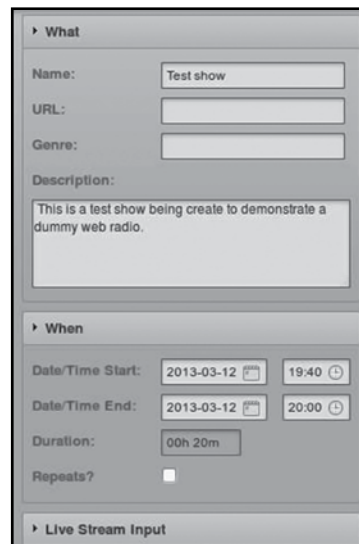 What
Name: Test show
URL:
Genre:
Description:
This is a test show being create to demonstrate a
dummy web radio.
When
Date/Time Start: 2013-03-12 19:40
Date/Time End: 2013-03-12 20:00
Duration: 00h 20m
Repeats?
Live Stream Input